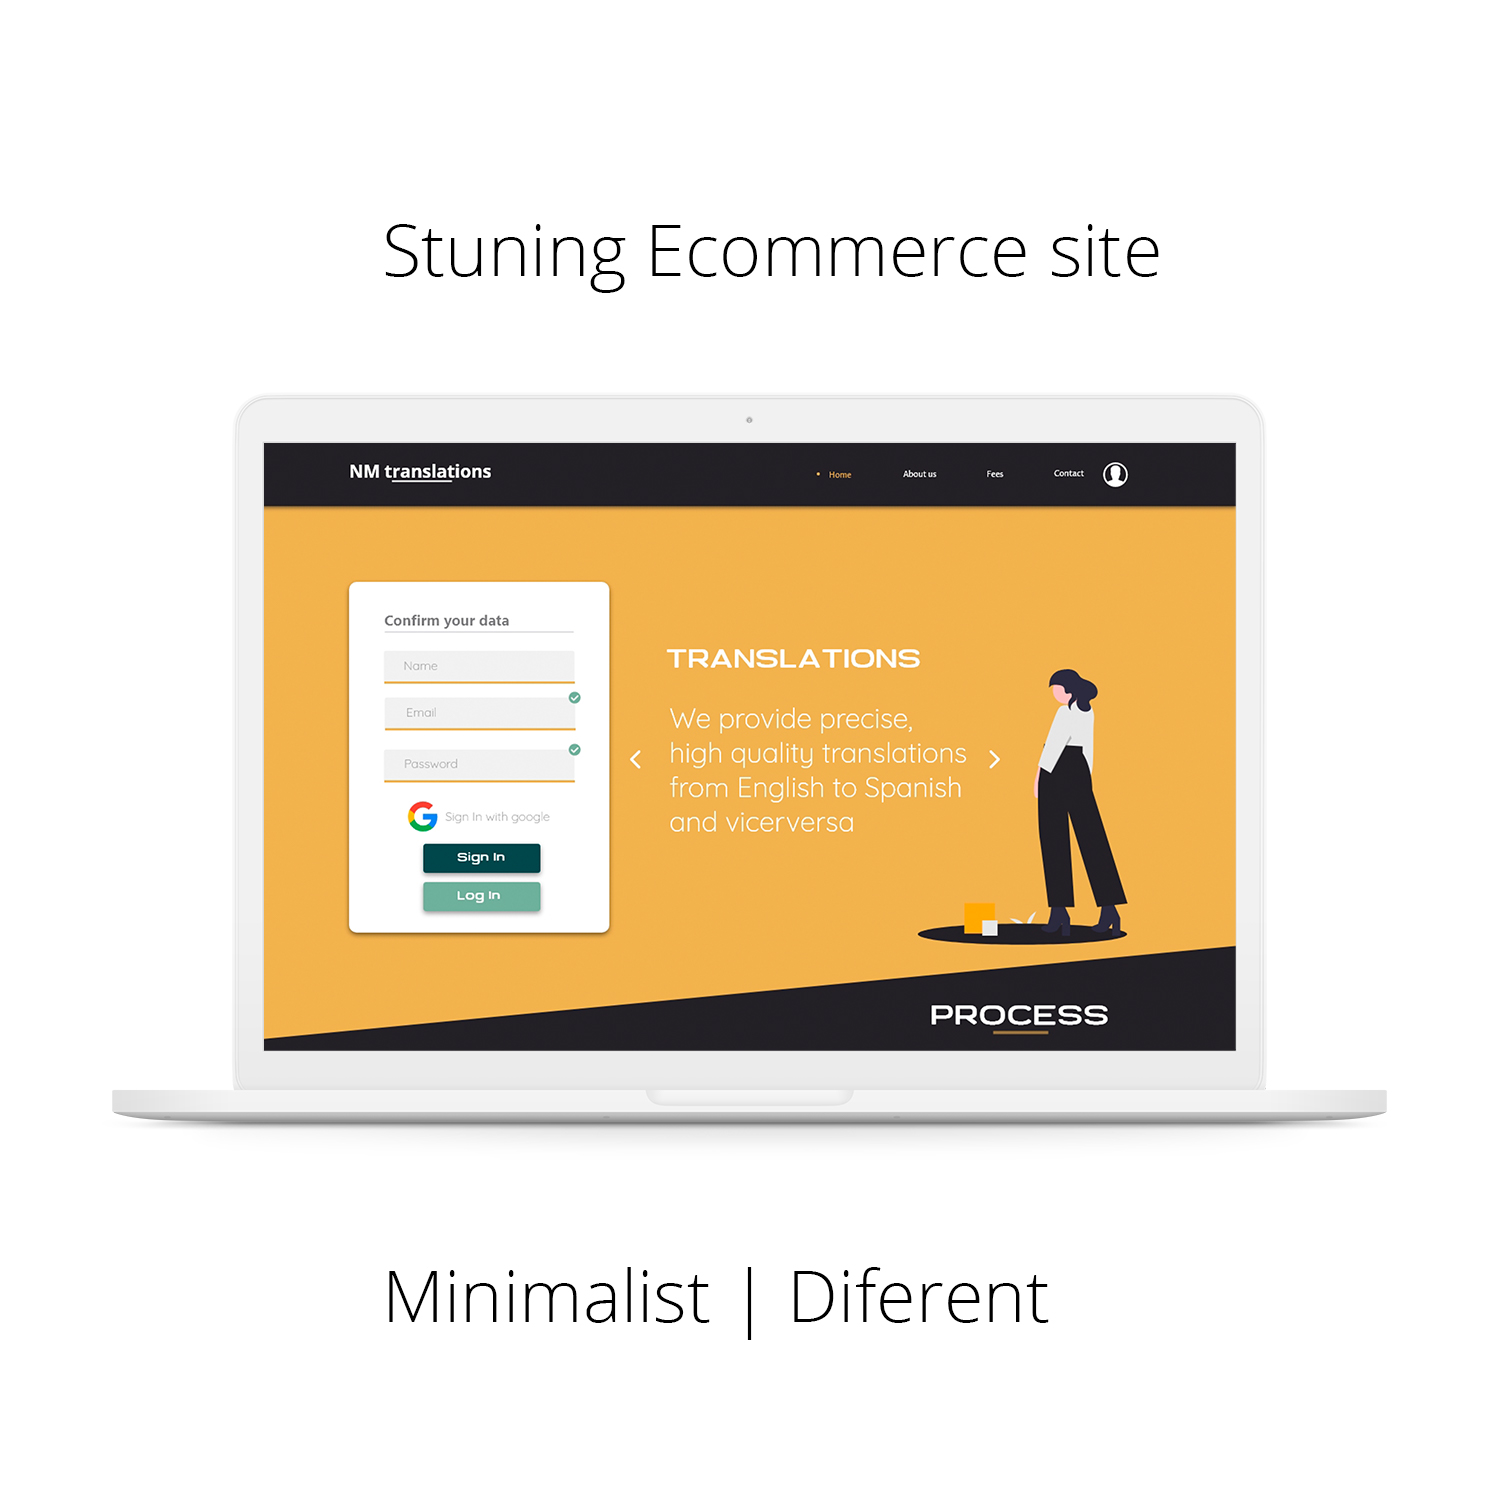 Stuning Ecommerce site
NM translations
Home
About us
Fees
Contact
Confirm your data
Name
Email
Password
Sign In with google
Sign In
Log In
TRANSLATIONS
We provide precise,
high quality translations
from English to Spanish
and vicerversa
PROCESS
Minimalist | Diferent